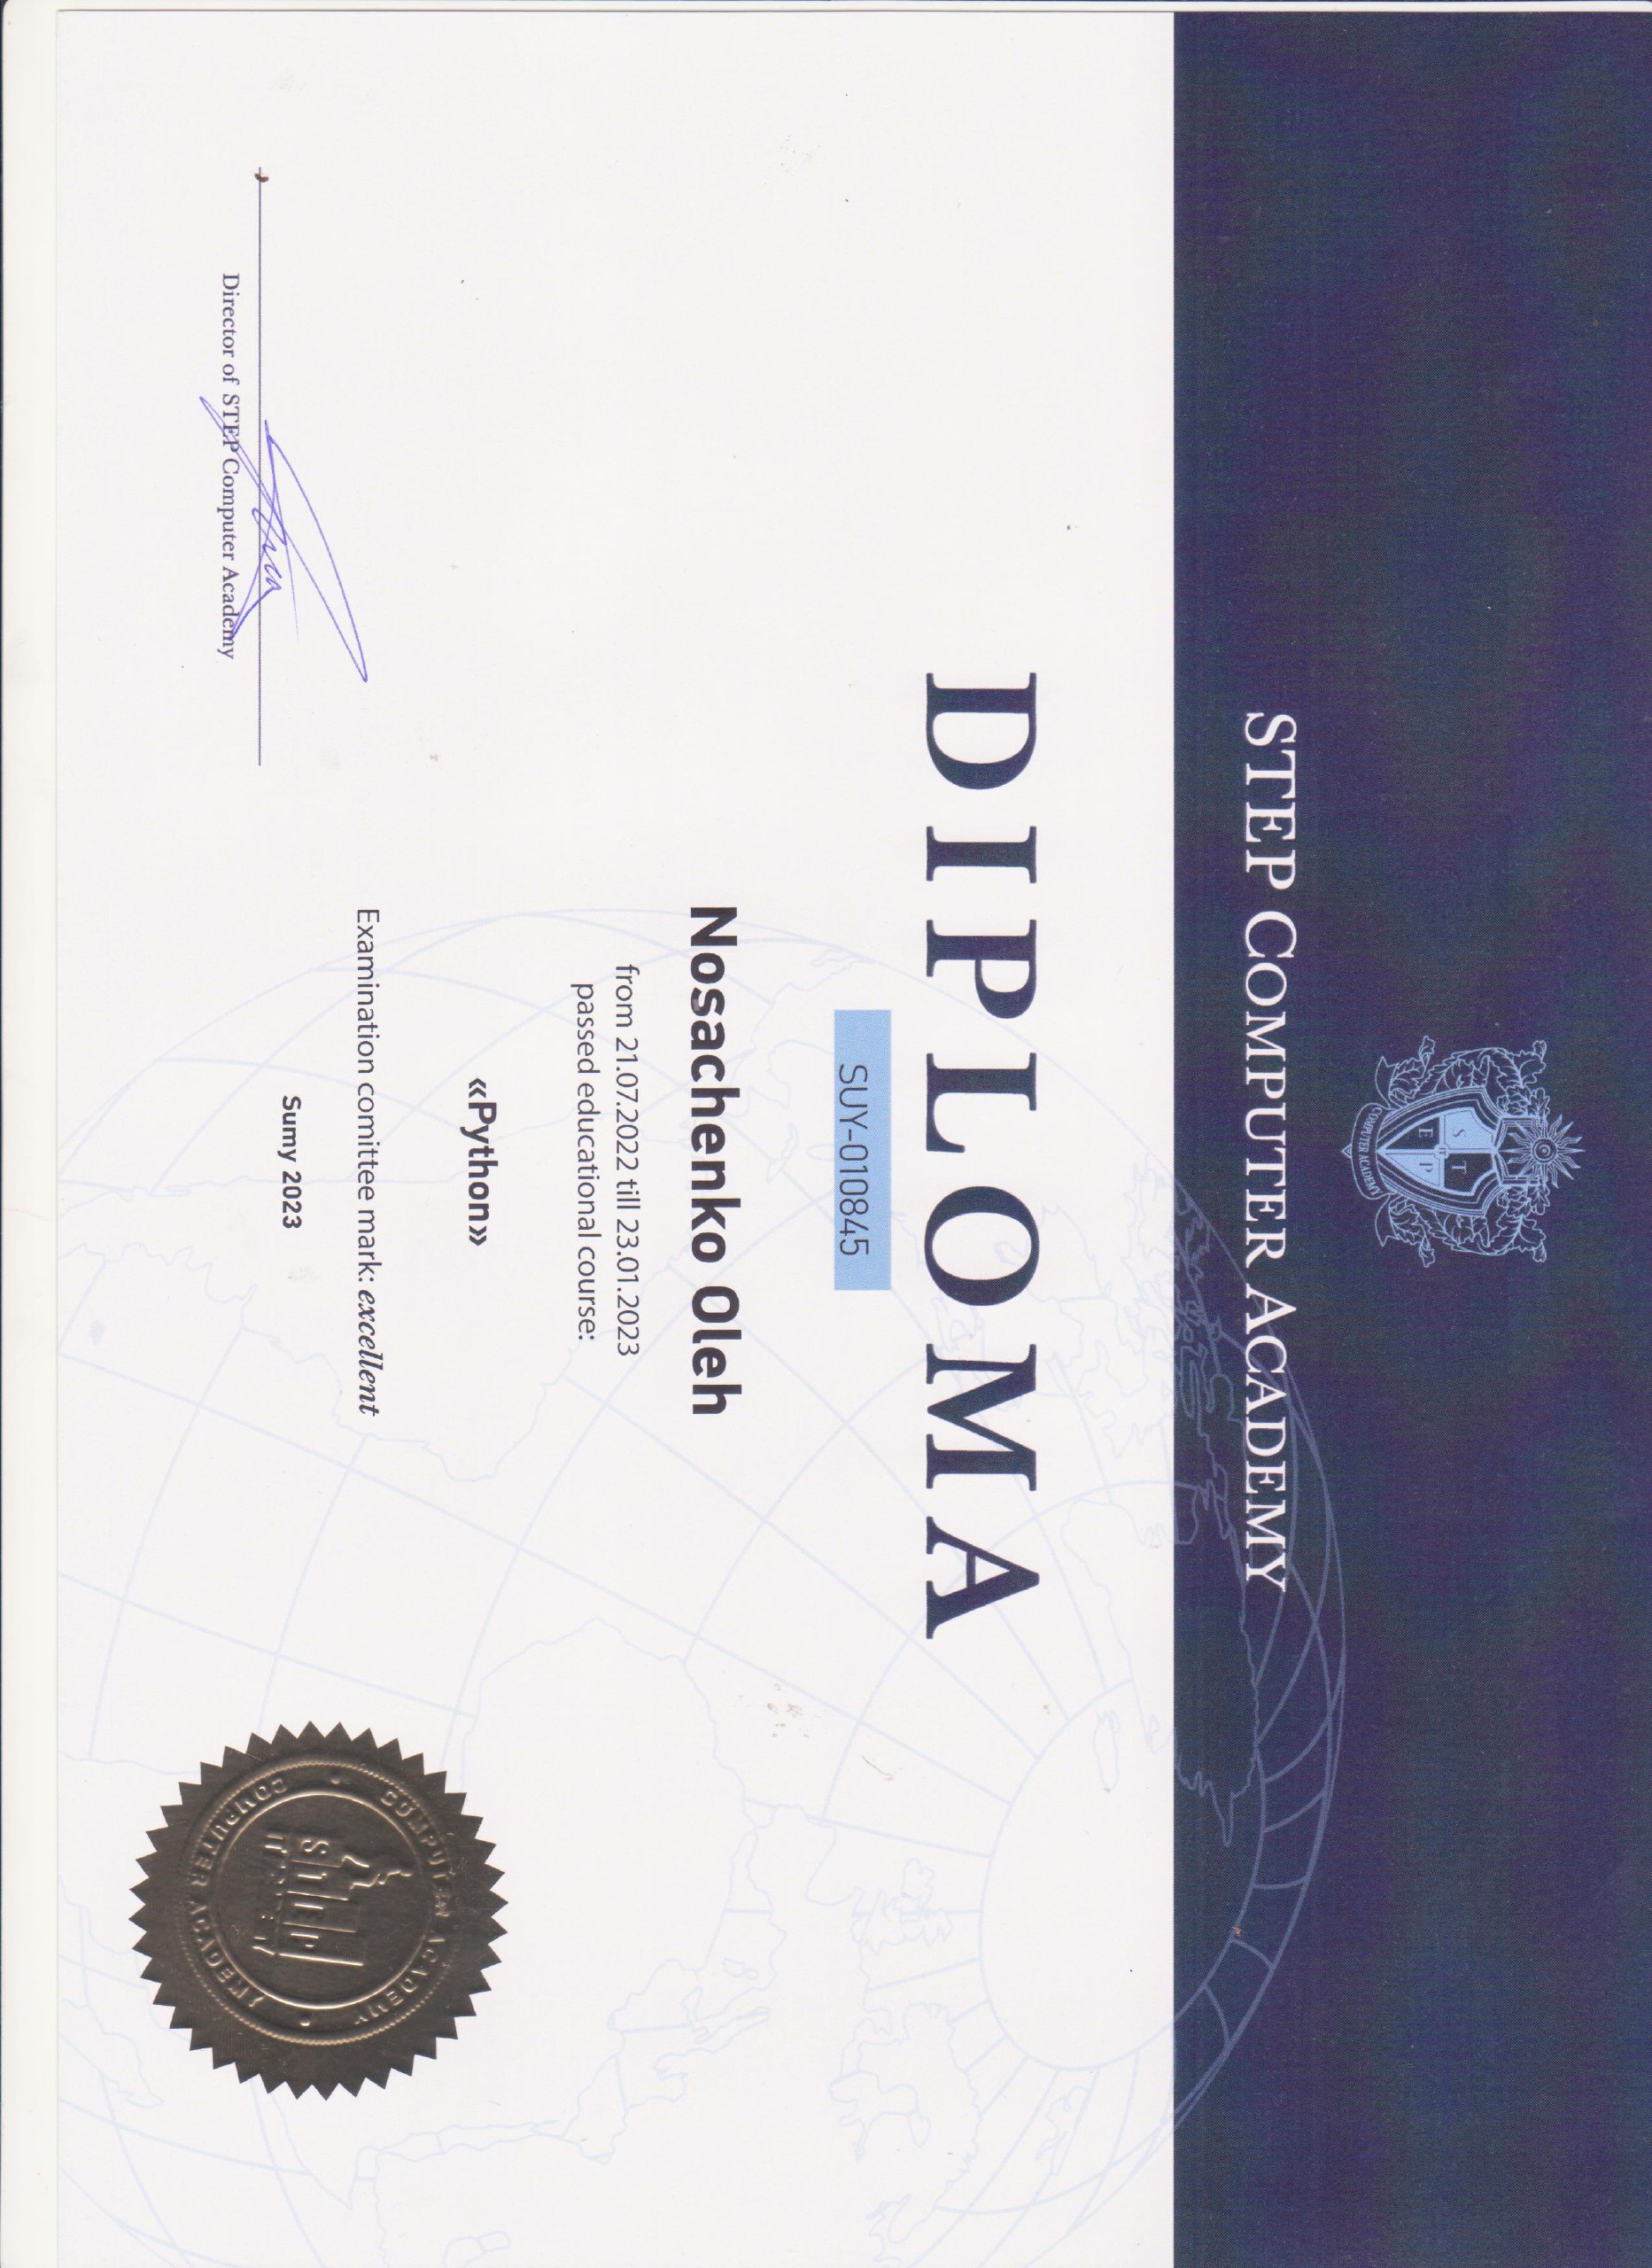 S T
E P
COMPUTER ACADEMY
STEP COMPUTER ACADEMY
DIPLOMA
SUY-010845
Nosachenko Oleh
from 21.07.2022 till 23.01.2023
passed educational course:
«Python»
Examination comittee mark: excellent
Sumy 2023
Director of STEP Computer Academy
COMPUTER ACADEMY
COMPUTER ACADEMY